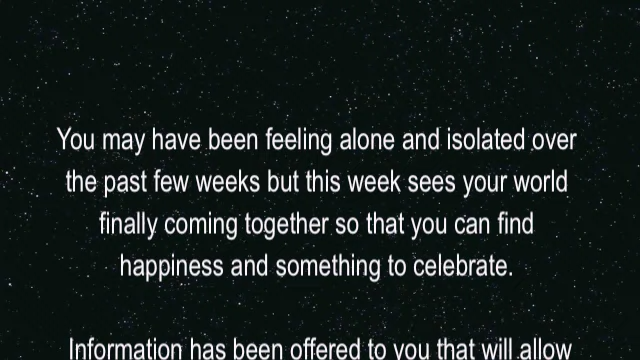 You may have been feeling alone and isolated over
the past few weeks but this week sees your world
finally coming together so that you can find
happiness and something to celebrate.
Information has been offered to you that will allow